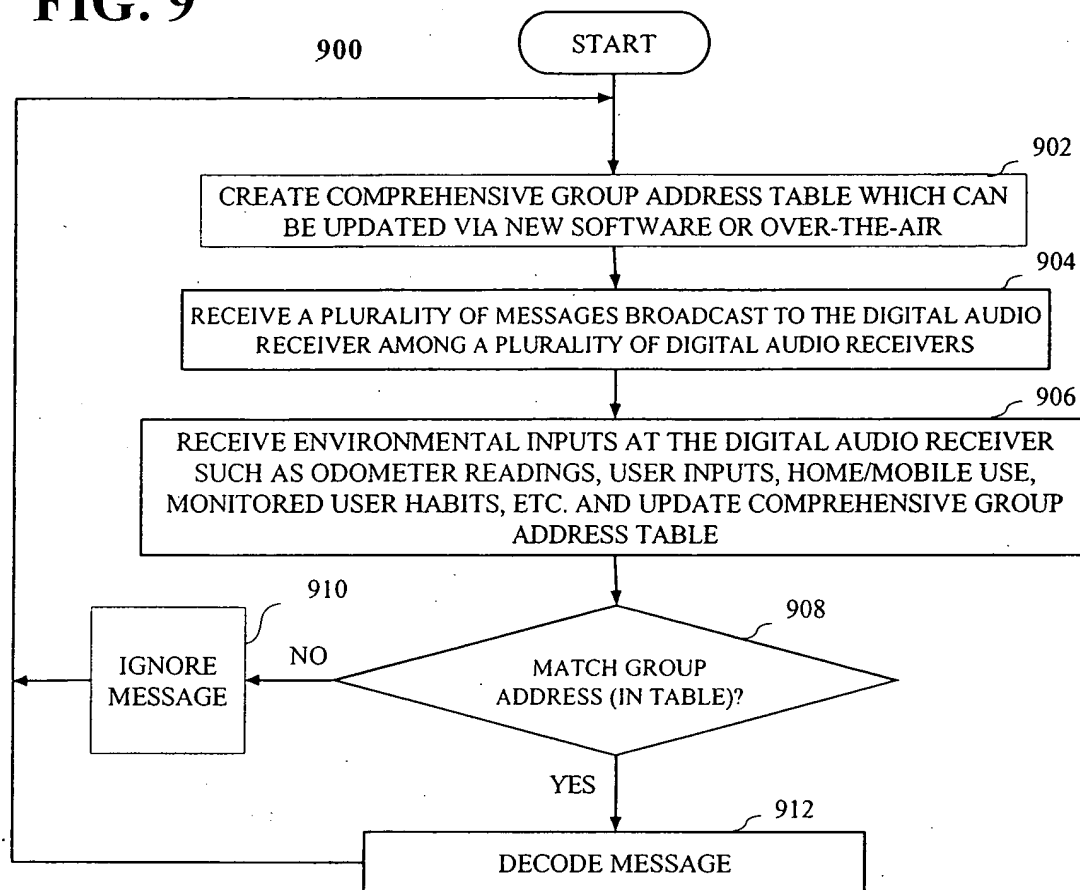 FIG. 9
900
START
902
CREATE COMPREHENSIVE GROUP ADDRESS TABLE WHICH CAN
BE UPDATED VIA NEW SOFTWARE OR OVER-THE-AIR
904
RECEIVE A PLURALITY OF MESSAGES BROADCAST TO THE DIGITAL AUDIO
RECEIVER AMONG A PLURALITY OF DIGITAL AUDIO RECEIVERS
906
RECEIVE ENVIRONMENTAL INPUTS AT THE DIGITAL AUDIO RECEIVER
SUCH AS ODOMETER READINGS, USER INPUTS, HOME/MOBILE USE,
MONITORED USER HABITS, ETC. AND UPDATE COMPREHENSIVE GROUP
ADDRESS TABLE
908
MATCH GROUP
ADDRESS (IN TABLE)?
NO
910
IGNORE
MESSAGE
YES
912
DECODE MESSAGE